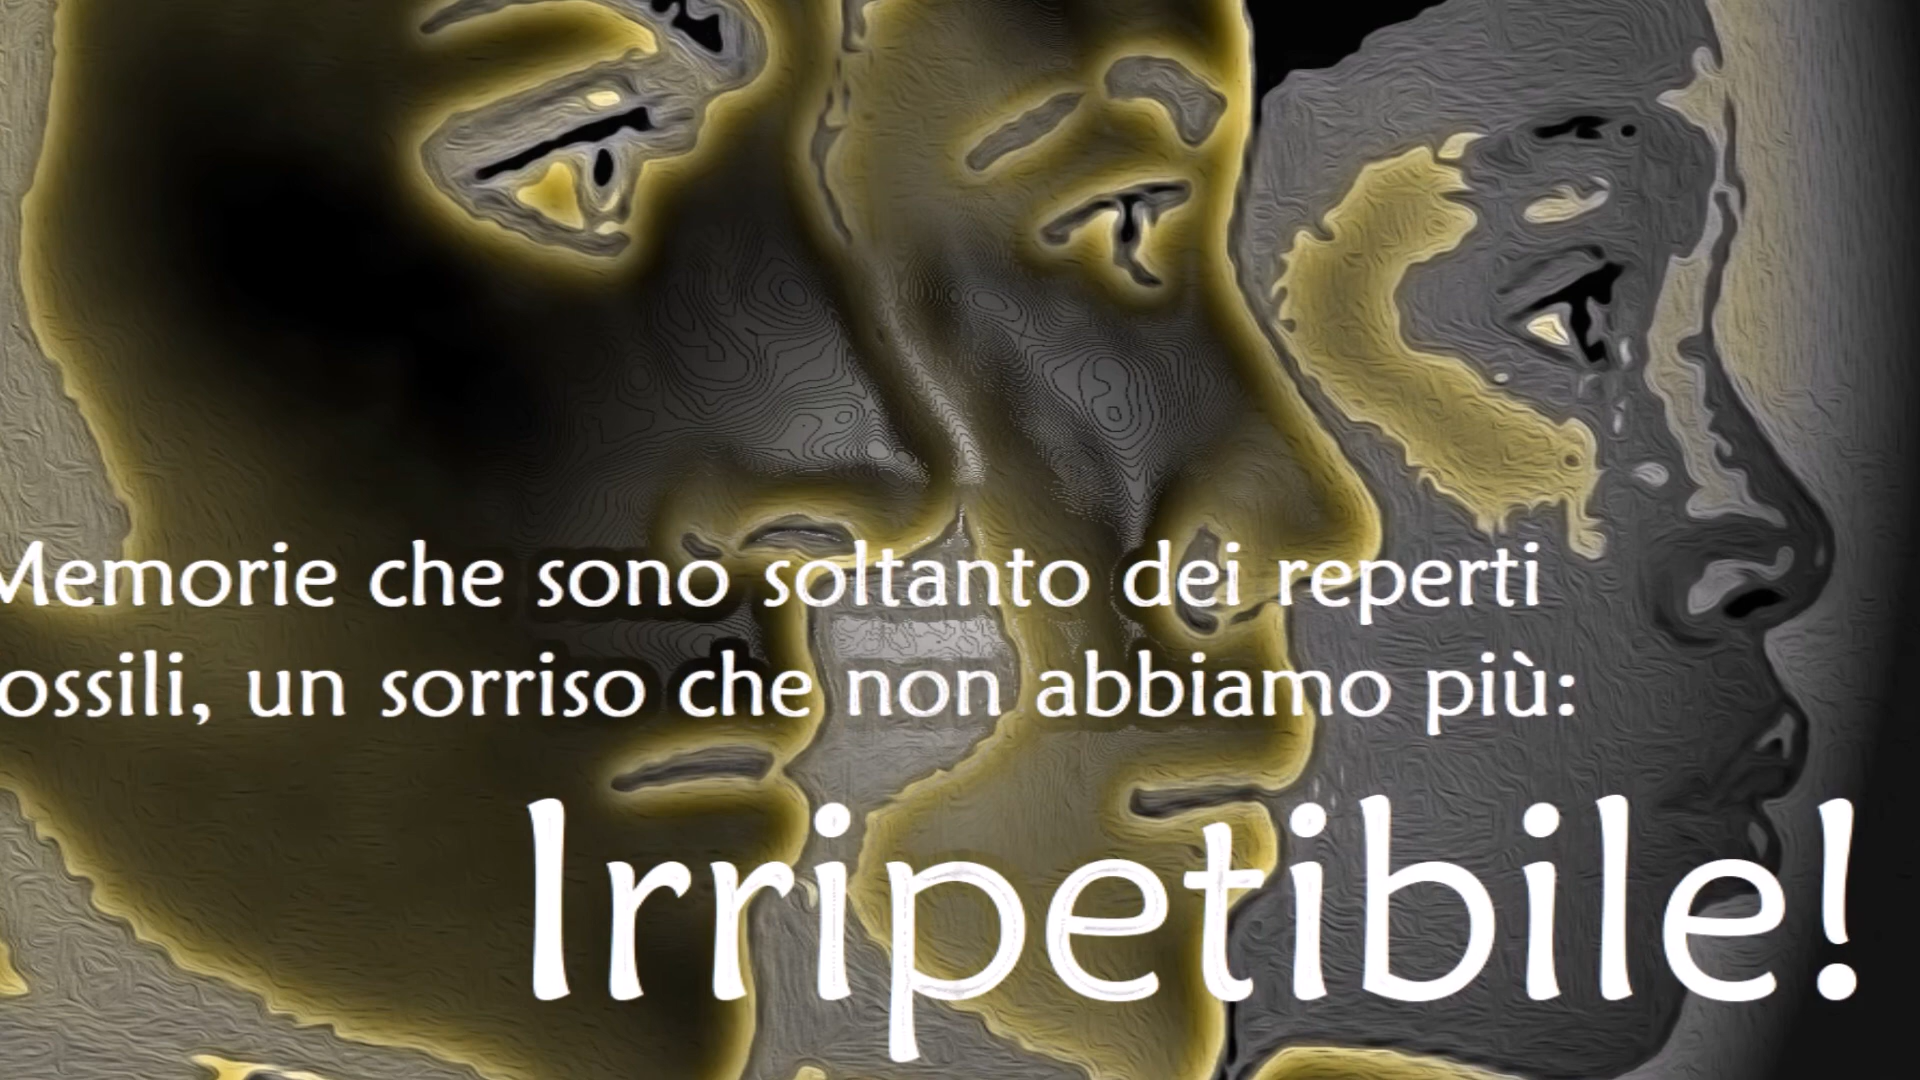 Memorie che sono soltanto dei reperti
ossili, un sorriso che non abbiamo più:
Irripetibile!